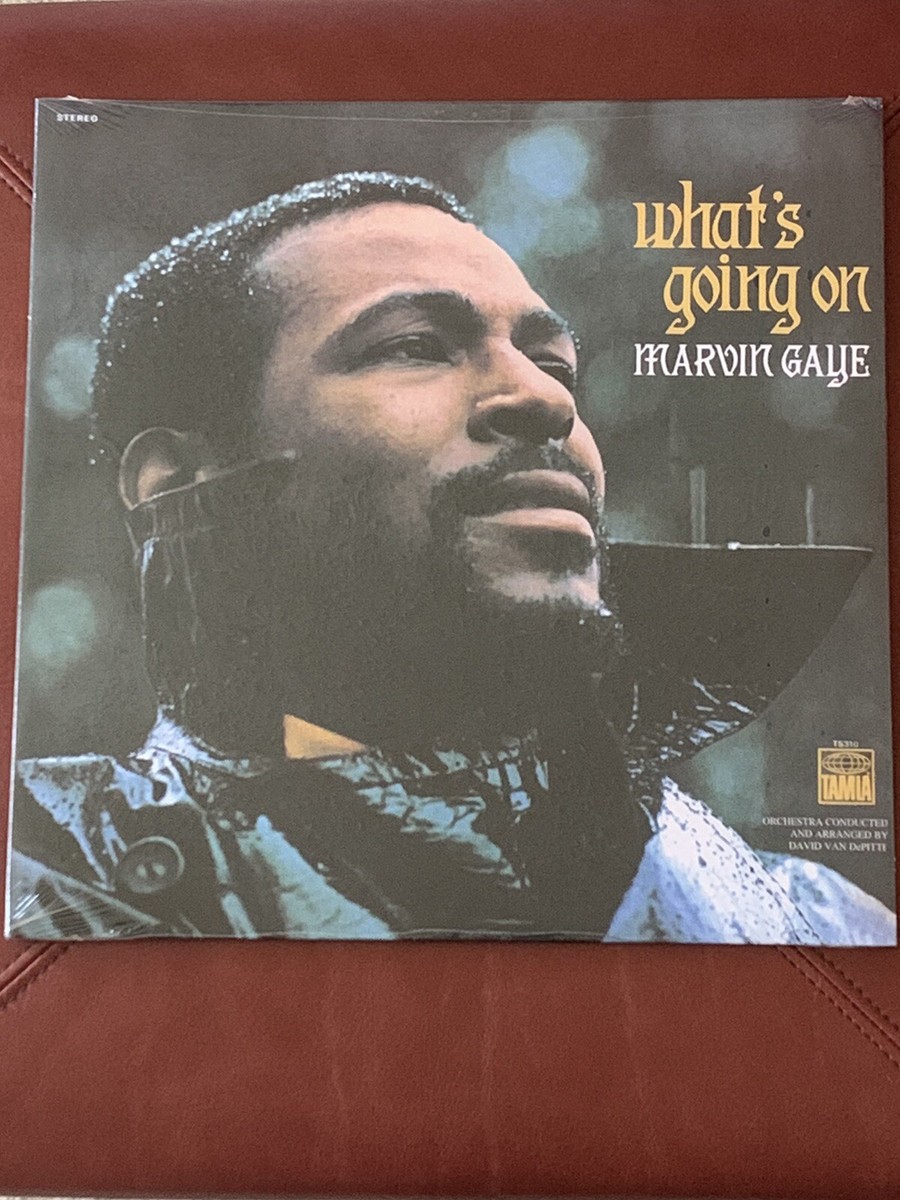 STEREO
what's
going on
MARVIN GAYE
TS310
TAMLA
ORCHESTRA CONDUCTED
AND ARRANGED BY
DAVID VAN DePITTE